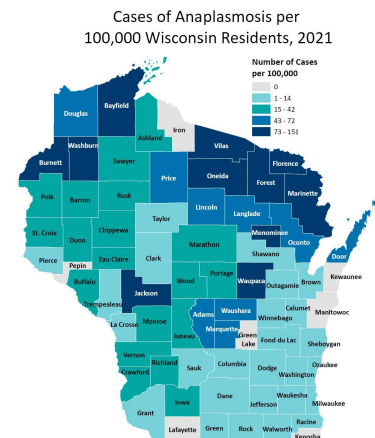 Cases of Anaplasmosis per
100,000 Wisconsin Residents, 2021
Number of Cases
per 100,000
0
1 - 14
15 - 42
43 - 72
73 - 151
Bayfield
Douglas
Iron
Ashland
Vilas
Washburn
Burnett
Sawyer
Florence
Oneida
Price
Forest
Marinette
Polk
Barron
Rusk
Lincoln
Langlade
Taylor
Chippewa
Menominee
St. Croix
Dunn
Marathon
Oconto
Shawano
Door
Clark
Pierce
Pepin
Eau Claire
Kewaunee
Buffalo
Wood
Portage
Waupaca
Outagamie
Brown
Jackson
Trempealeau
Adams
Waushara
Calumet
Manitowoc
La Crosse
Monroe
Winnebago
Juneau
Marquette
Green
Lake
Fond du Lac
Sheboygan
Vernon
Richland
Sauk
Columbia
Dodge
Ozaukee
Crawford
Washington
Iowa
Dane
Waukesha
Jefferson
Milwaukee
Grant
Lafayette
Green
Rock
Walworth
Racine
Kenosha